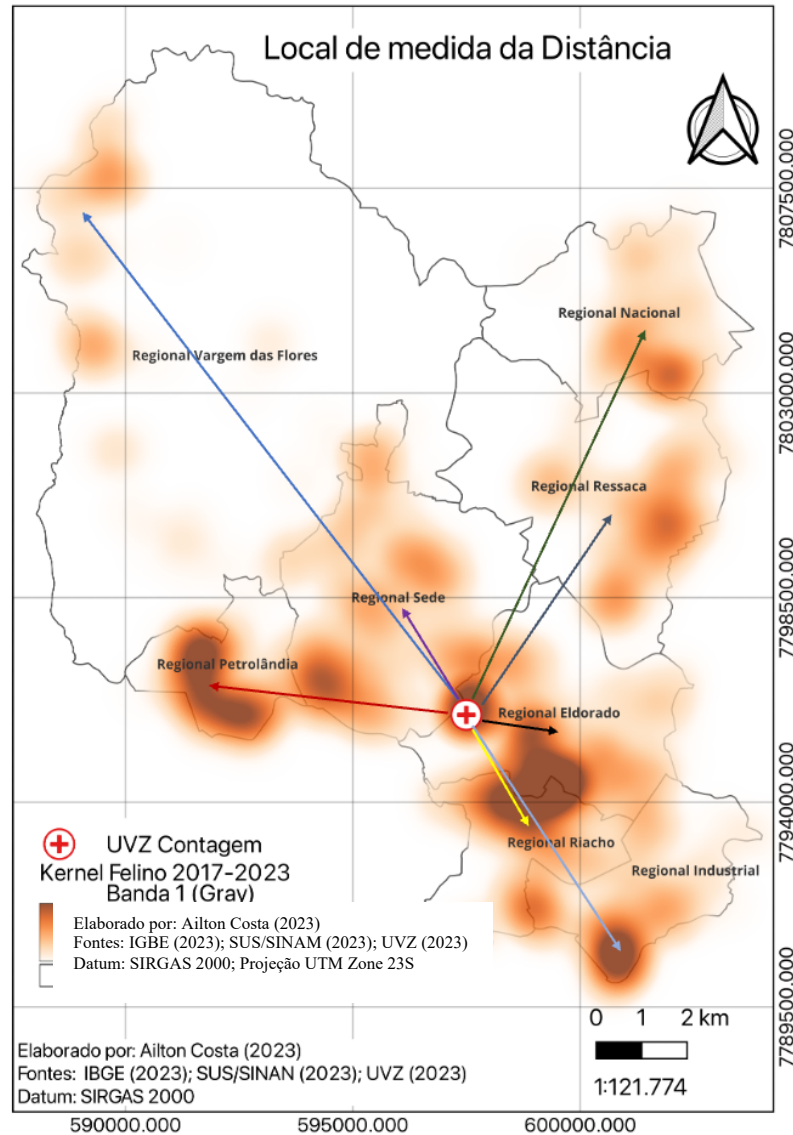 Local de medida da Distância
7807500.000
Regional Nacional
Regional Vargem das Flores
7803000.000
Regional Ressaca
Regional Sede
7798500.000
Regional Petrolândia
Regional Eldorado
7794000.000
UVZ Contagem
Regional Riacho
Kernel Felino 2017-2023
Regional Industrial
Banda 1 (Gray)
Elaborado por: Ailton Costa (2023)
Fontes: IGBE (2023); SUS/SINAM (2023); UVZ (2023)
Datum: SIRGAS 2000; Projeção UTM Zone 23S
7789500.000
0 1 2 km
Elaborado por: Ailton Costa (2023)
Fontes: IBGE (2023); SUS/SINAN (2023); UVZ (2023)
1:121.774
Datum: SIRGAS 2000
590000.000 595000.000 600000.000